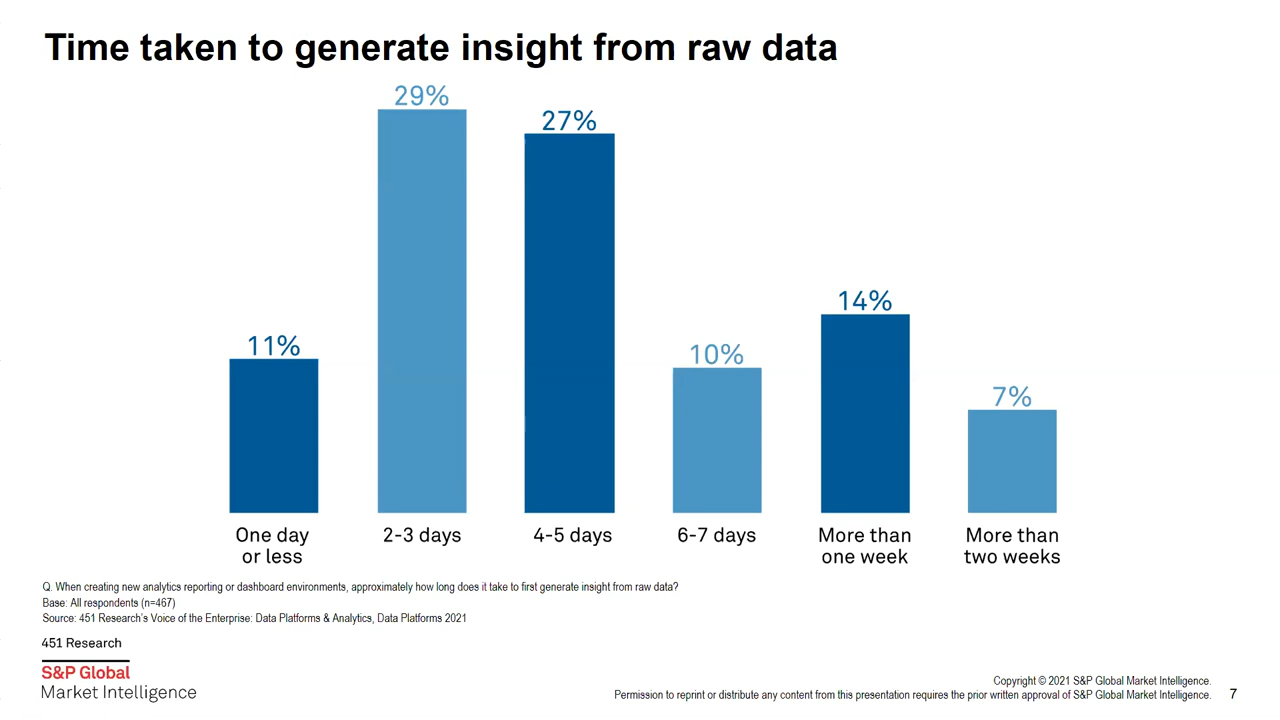 Time taken to generate insight from raw data
29%
27%
14%
11%
10%
7%
One day
or less
2-3 days
4-5 days
6-7 days
More than
one week
More than
two weeks
Q. When creating new analytics reporting or dashboard environments, approximately how long does it take to first generate insight from raw data?
Base: All respondents (n=467)
Source: 451 Research's Voice of the Enterprise: Data Platforms & Analytics, Data Platforms 2021
451 Research
S&P Global
Market Intelligence
Copyright © 2021 S&P Global Market Intelligence.
Permission to reprint or distribute any content from this presentation requires the prior written approval of S&P Global Market Intelligence.
7